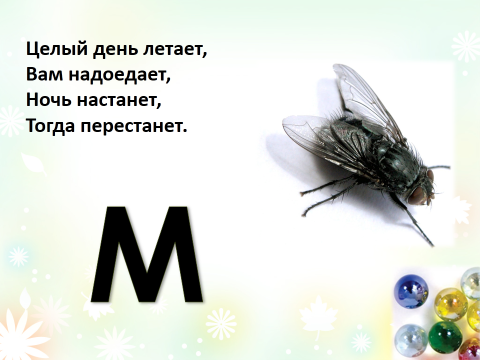 Целый день летает,
Вам надоедает,
Ночь настанет,
Тогда перестанет.
М